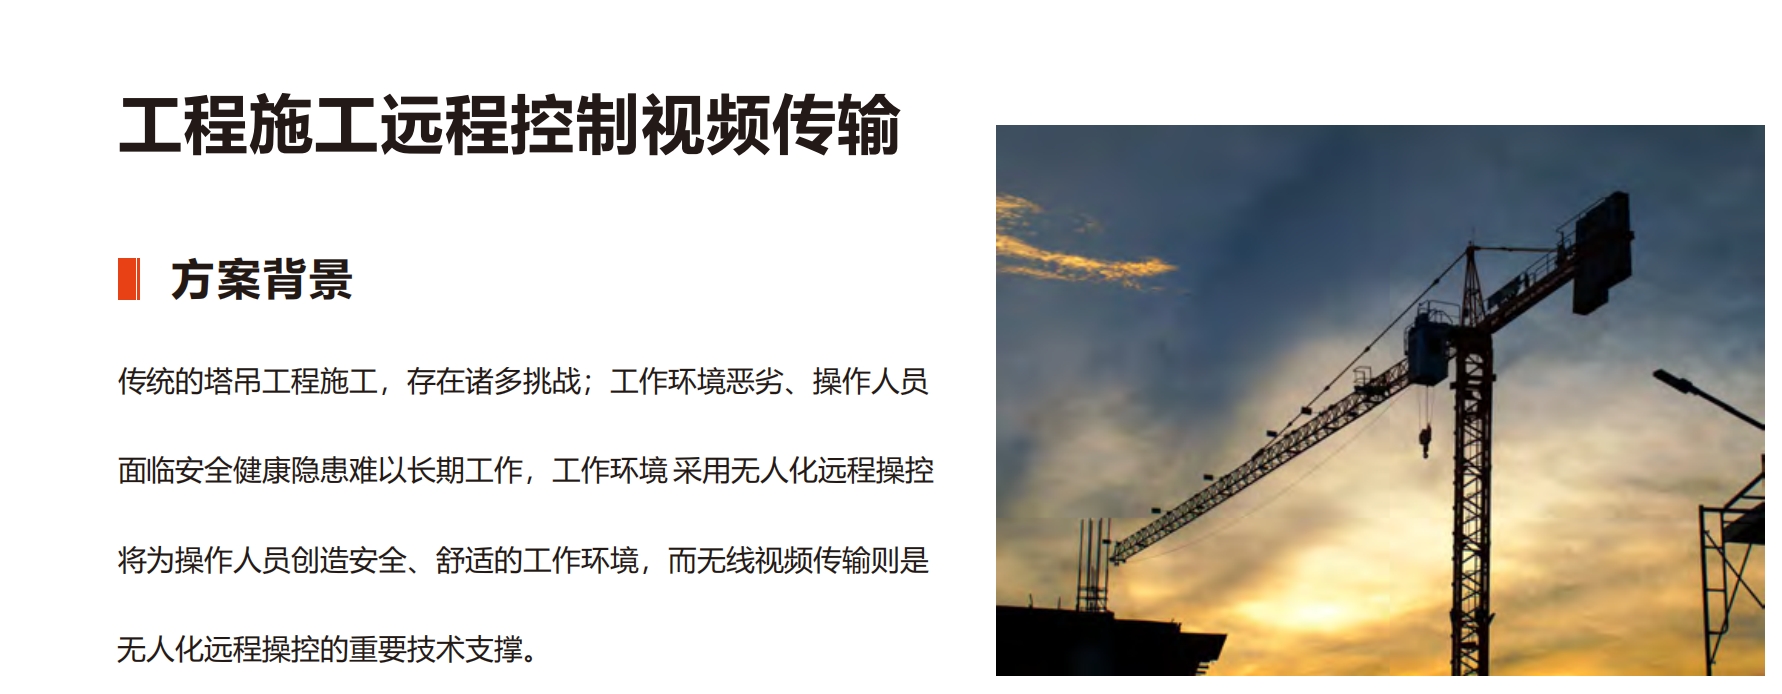 工程施工远程控制视频传输
方案背景
传统的塔吊工程施工，存在诸多挑战；工作环境恶劣、操作人员
面临安全健康隐患难以长期工作，工作环境 采用无人化远程操控
将为操作人员创造安全、舒适的工作环境，而无线视频传输则是
无人化远程操控的重要技术支撑。